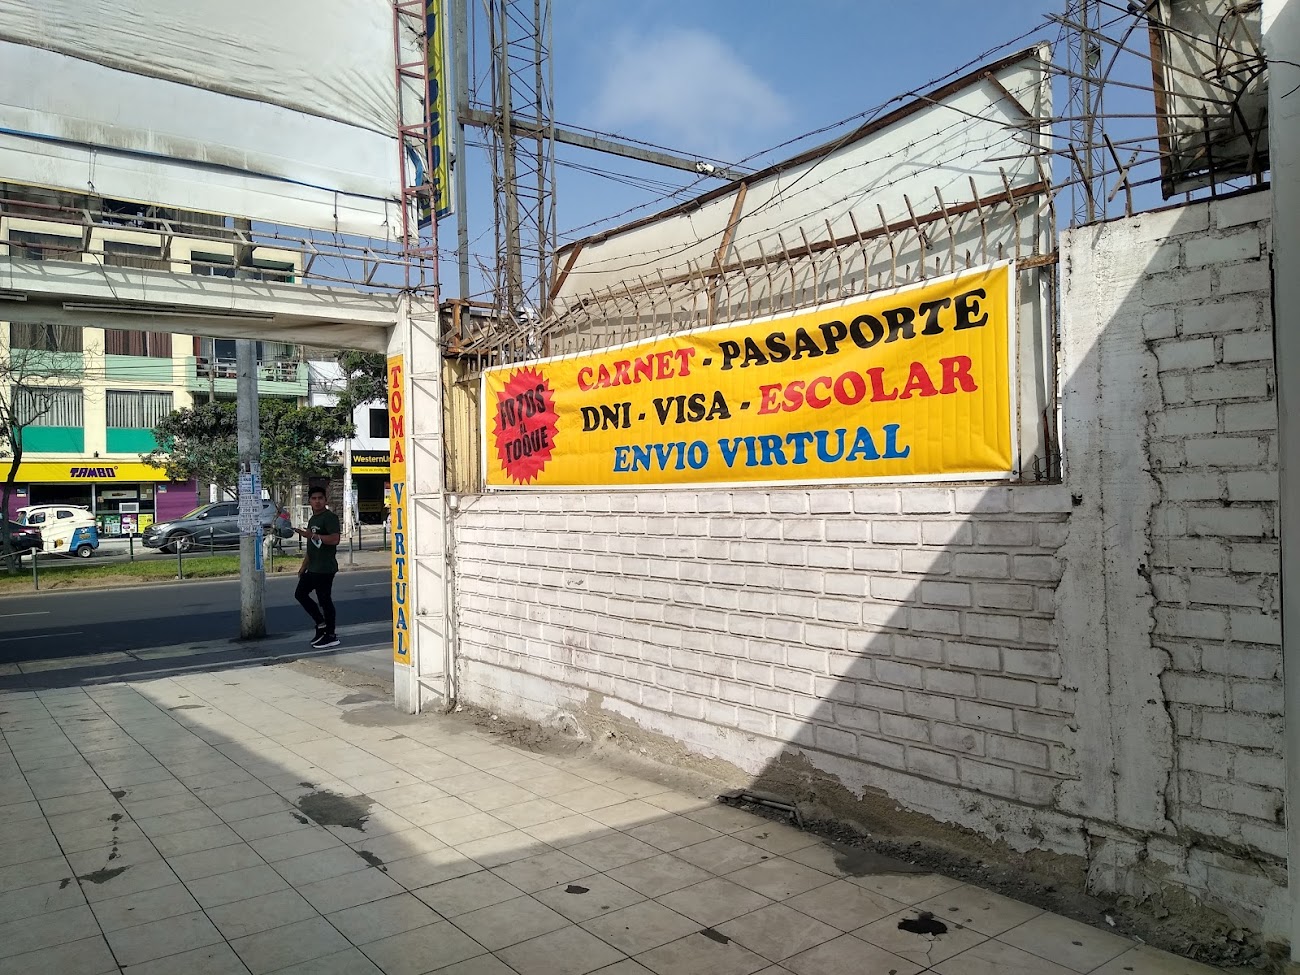 FOTOS
AL
TOQUE
CARNET - PASAPORTE
DNI - VISA - ESCOLAR
ENVIO VIRTUAL
TOMA VIRTUAL
TAMBO